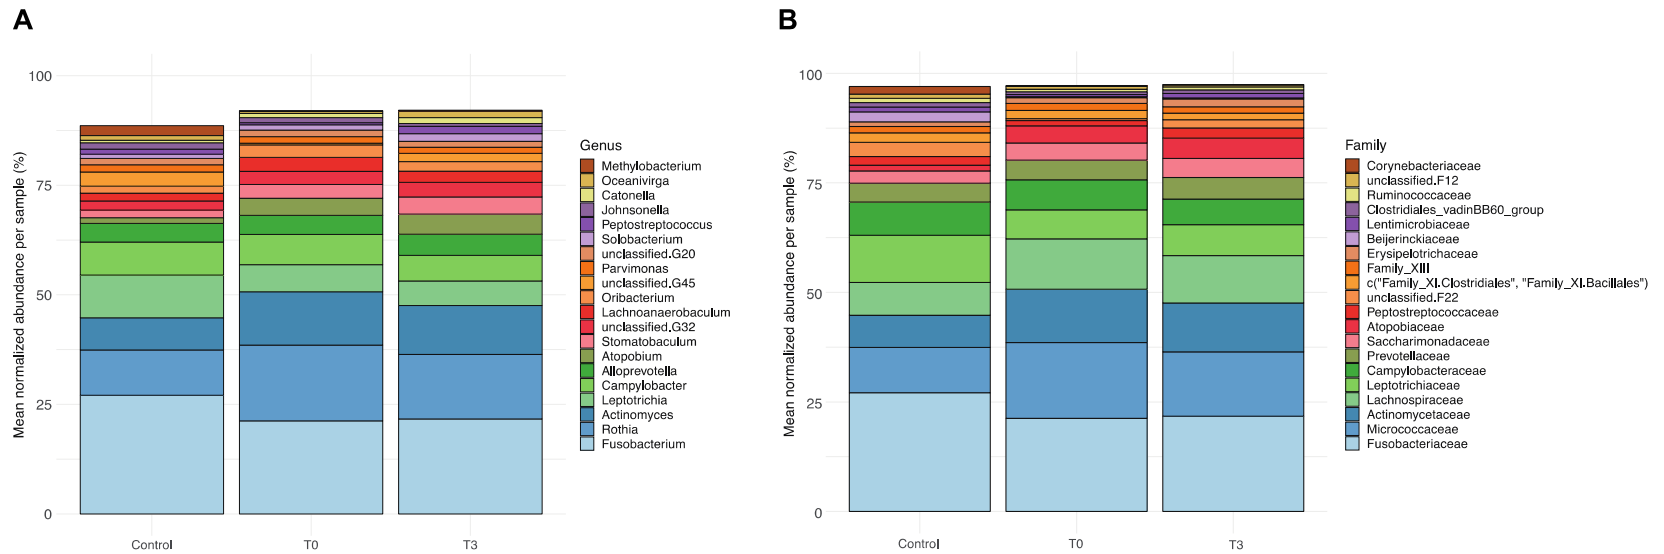 A
Mean normalized abundance per sample (%)
100
75
50
25
0
Control
T0
T3
Genus
Methylobacterium
Oceanivirga
Catonella
Johnsonella
Peptostreptococcus
Solobacterium
unclassified.G20
Parvimonas
unclassified.G45
Oribacterium
Lachnoanaerobaculum
unclassified.G32
Stomatobaculum
Atopobium
Alloprevotella
Campylobacter
Leptotrichia
Actinomyces
Rothia
Fusobacterium
B
Mean normalized abundance per sample (%)
100
75
50
25
0
Control
T0
T3
Family
Corynebacteriaceae
unclassified.F12
Ruminococcaceae
Clostridiales_vadinBB60_group
Lentimicrobiaceae
Beijerinckiaceae
Erysipelotrichaceae
Family_XIII
c("Family_XI.Clostridiales", "Family_XI.Bacillales")
unclassified.F22
Peptostreptococcaceae
Atopobiaceae
Saccharimonadaceae
Prevotellaceae
Campylobacteraceae
Leptotrichiaceae
Lachnospiraceae
Actinomycetaceae
Micrococcaceae
Fusobacteriaceae